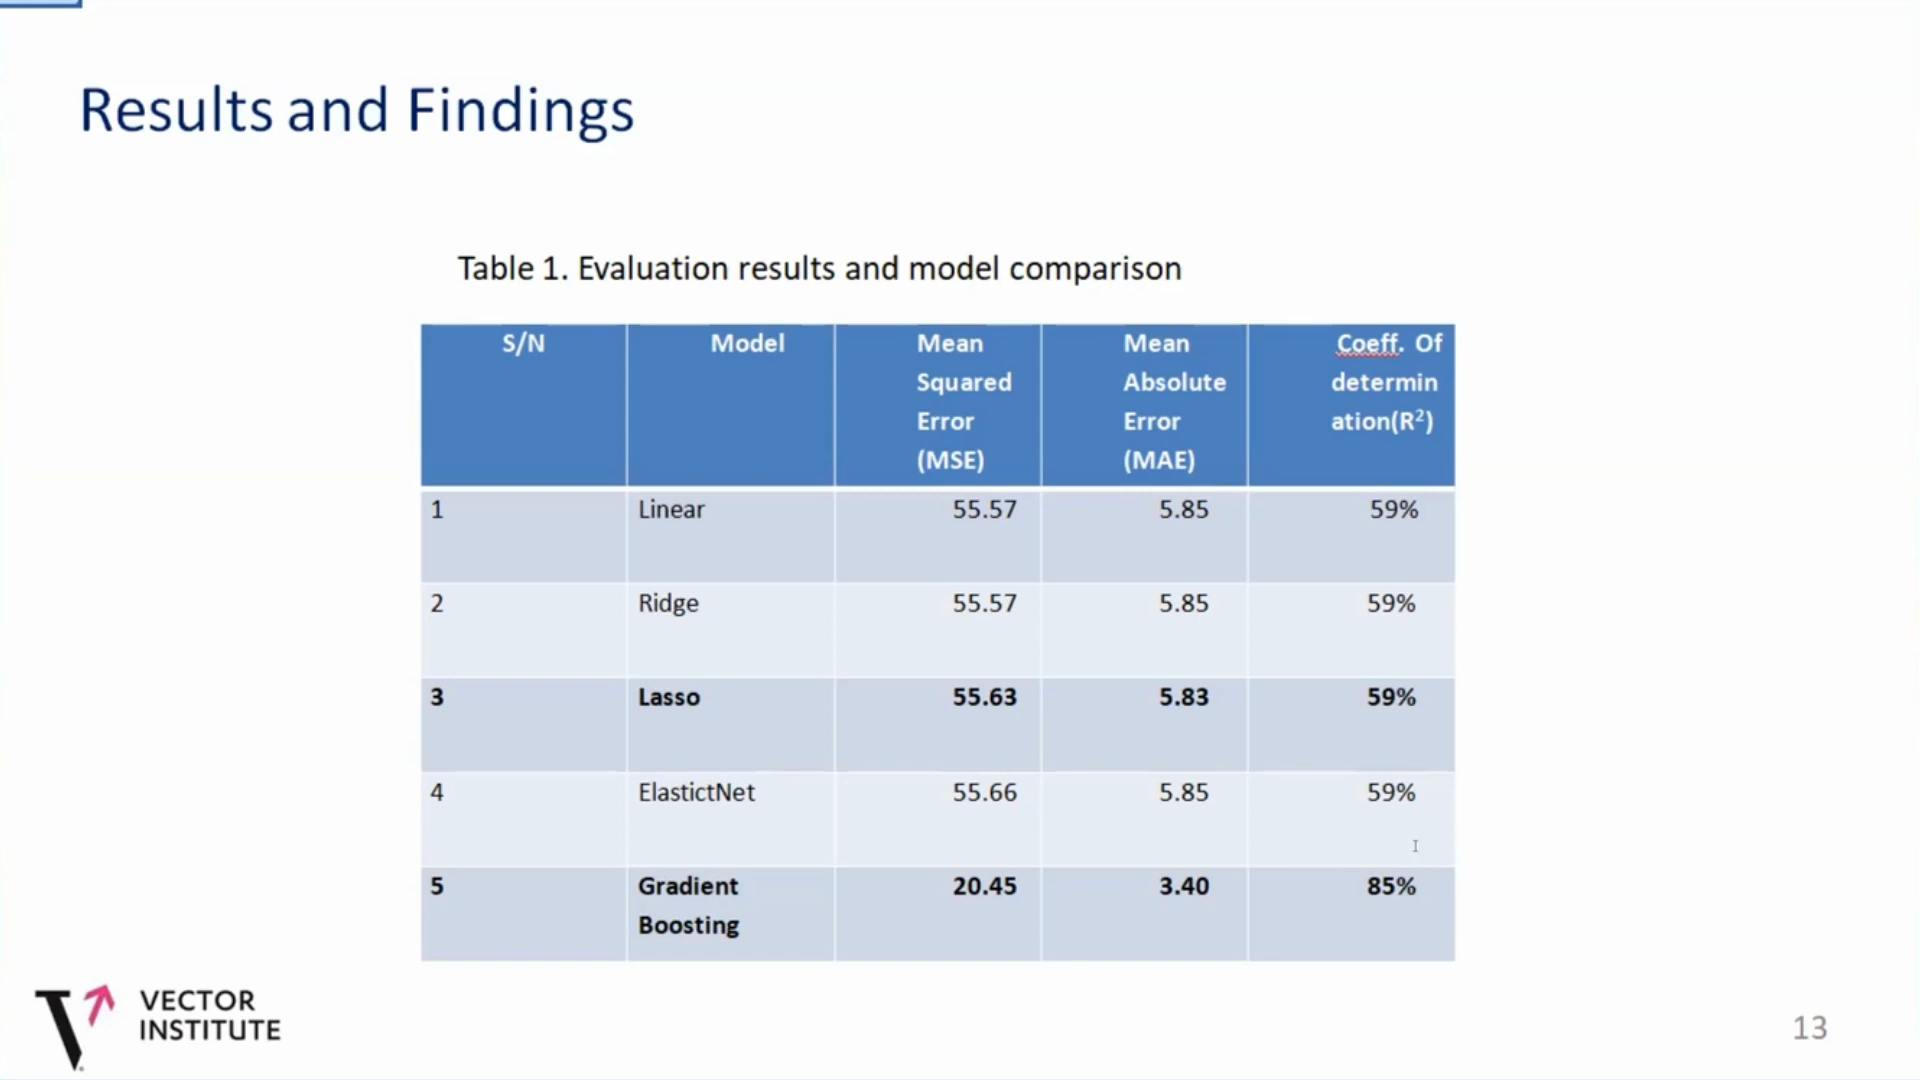 Results and Findings
Table 1. Evaluation results and model comparison
S/N Model Mean Squared Error (MSE) Mean Absolute Error (MAE) Coeff. Of determination(R²)
1 Linear 55.57 5.85 59%
2 Ridge 55.57 5.85 59%
3 Lasso 55.63 5.83 59%
4 ElastictNet 55.66 5.85 59%
5 Gradient Boosting 20.45 3.40 85%
VECTOR
INSTITUTE
13